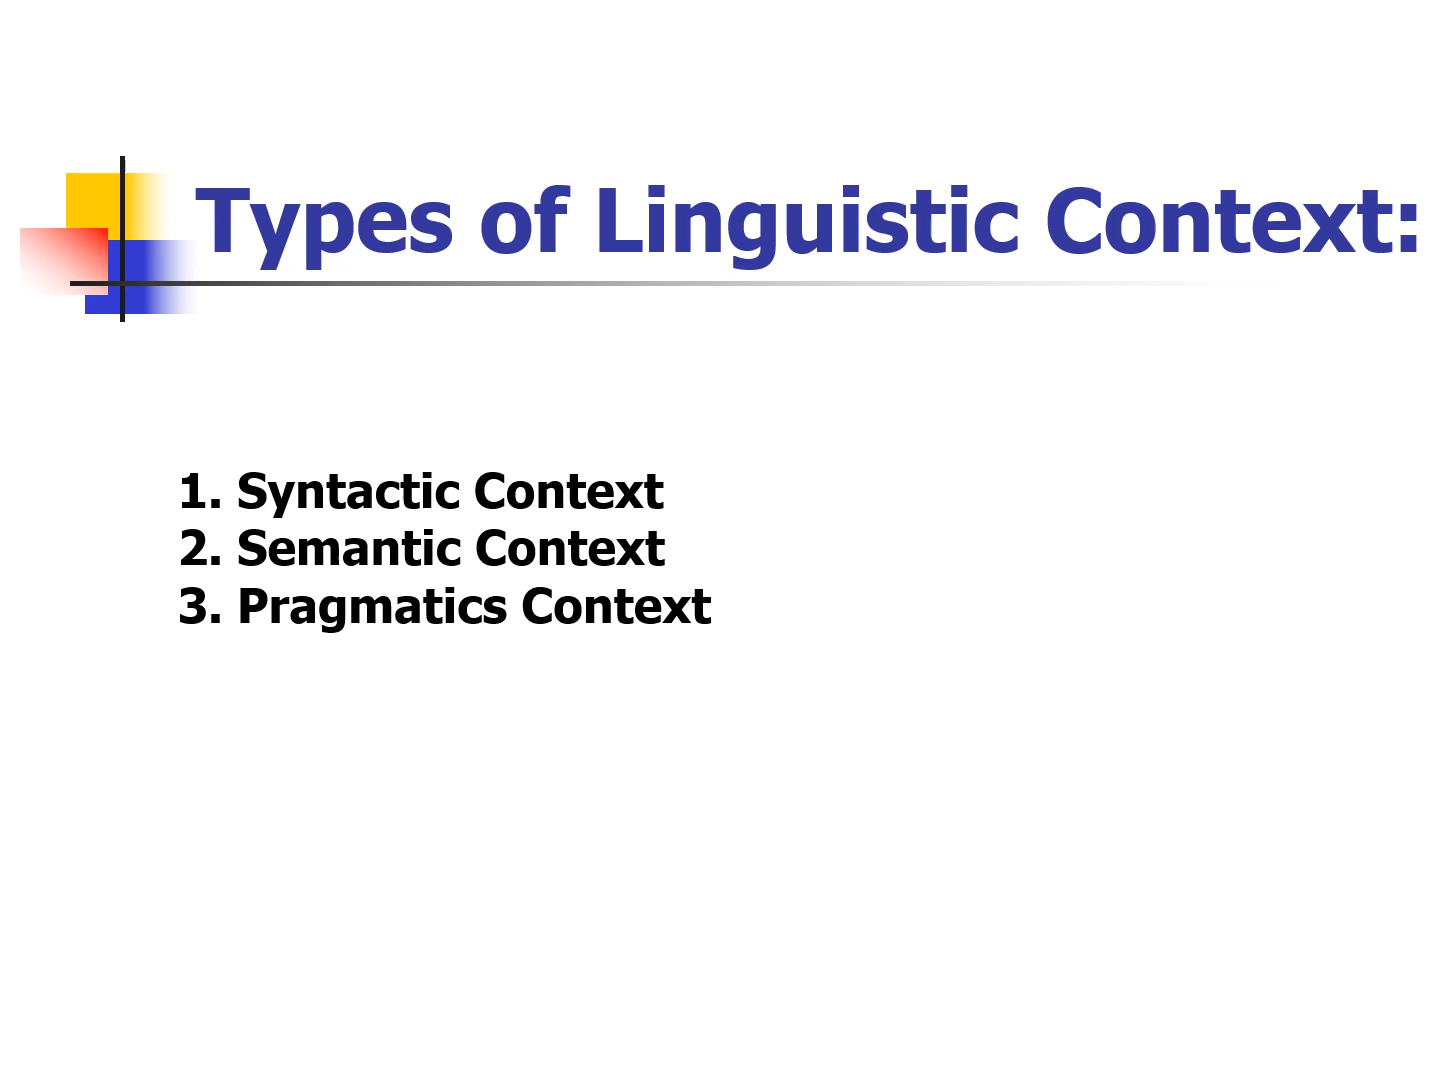 Types of Linguistic Context:
1. Syntactic Context
2. Semantic Context
3. Pragmatics Context